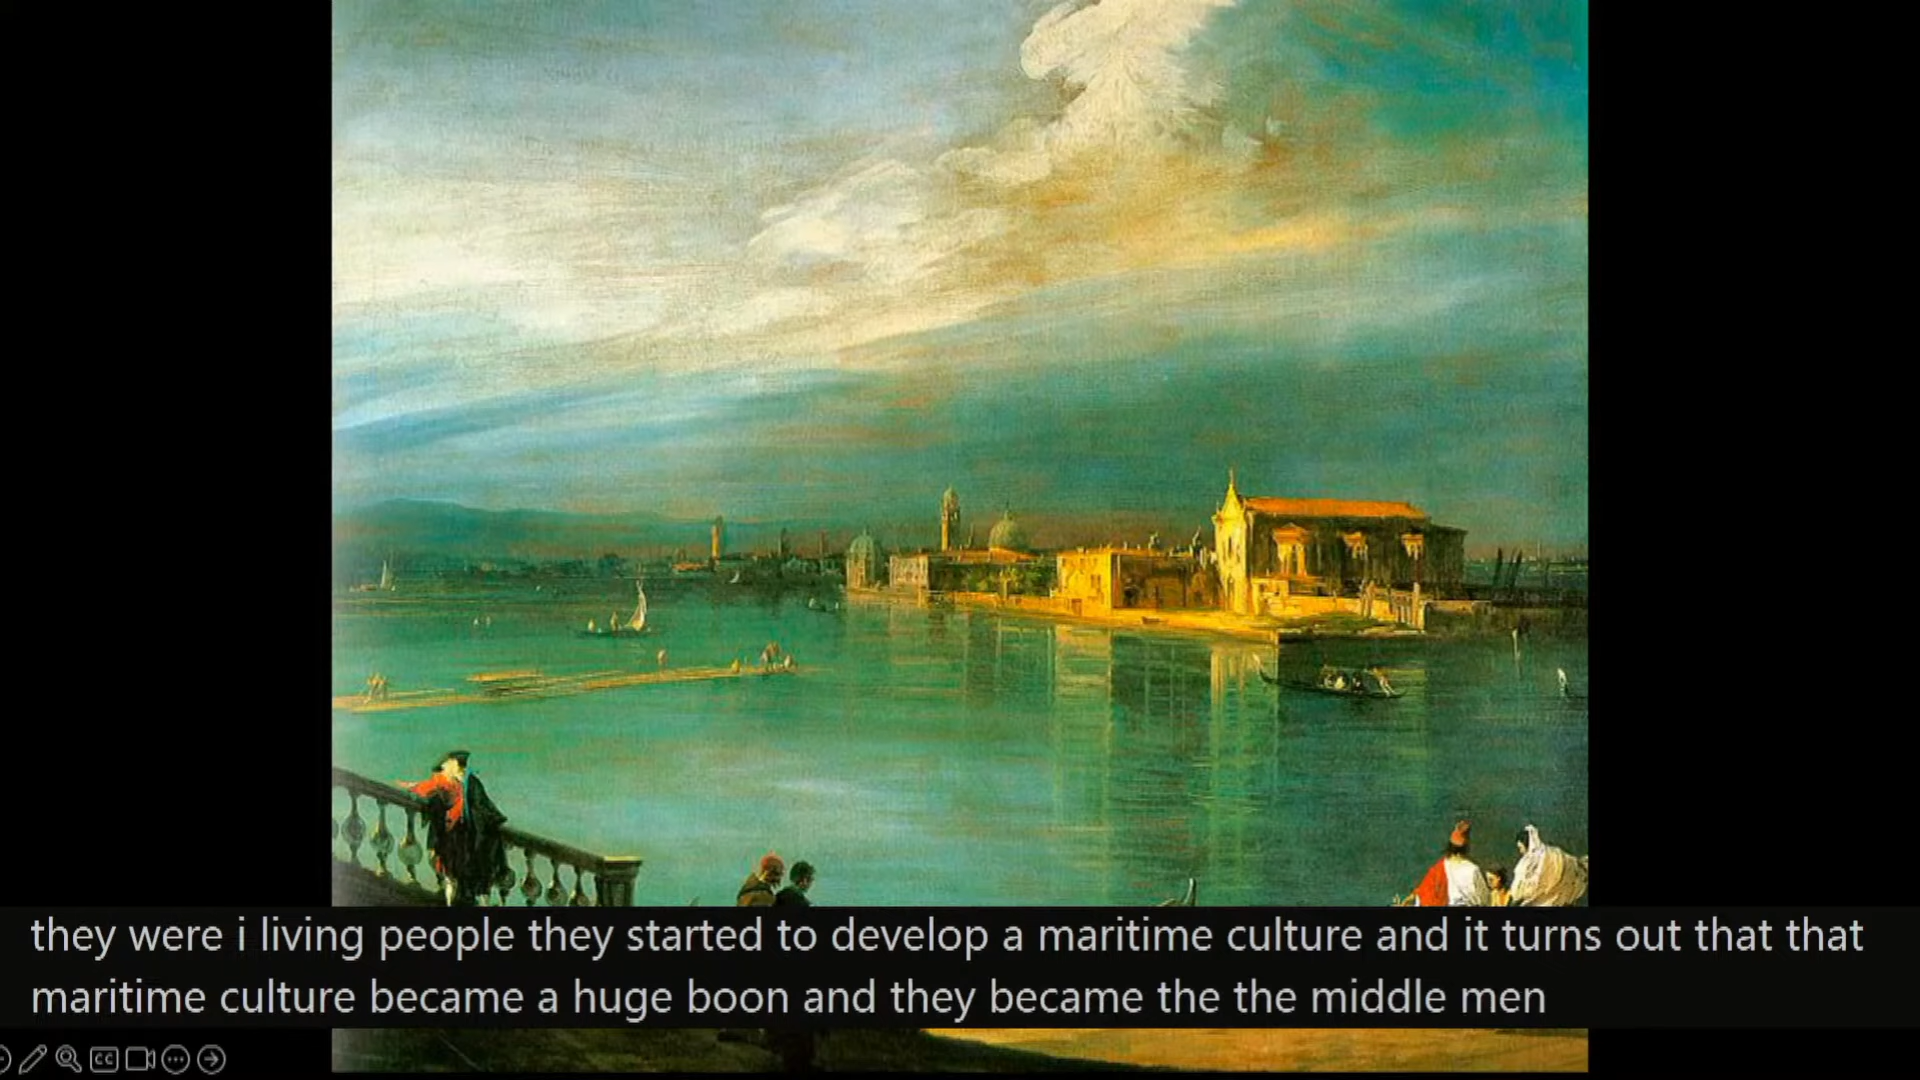 they were i living people they started to develop a maritime culture and it turns out that that
maritime culture became a huge boon and they became the the middle men
CC